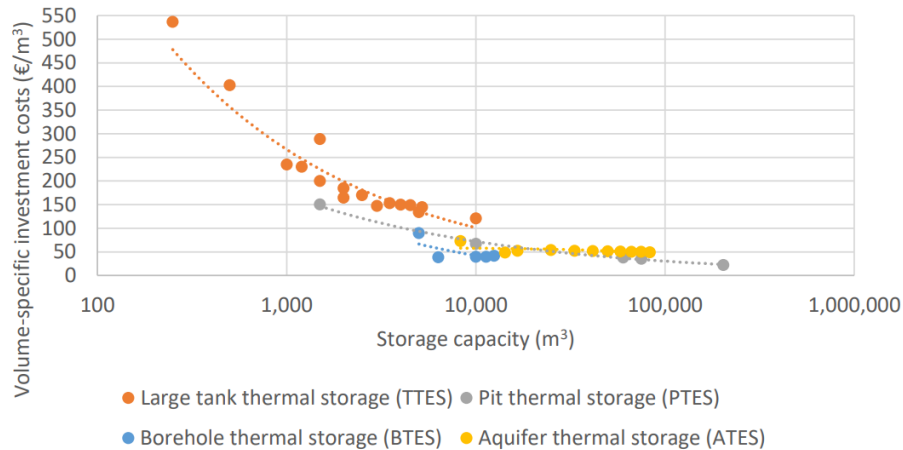 Volume-specific investment costs (€/m³)
550
500
450
400
350
300
250
200
150
100
50
0
100 1,000 10,000 100,000 1,000,000
Storage capacity (m³)
Large tank thermal storage (TTES) Pit thermal storage (PTES)
Borehole thermal storage (BTES) Aquifer thermal storage (ATES)